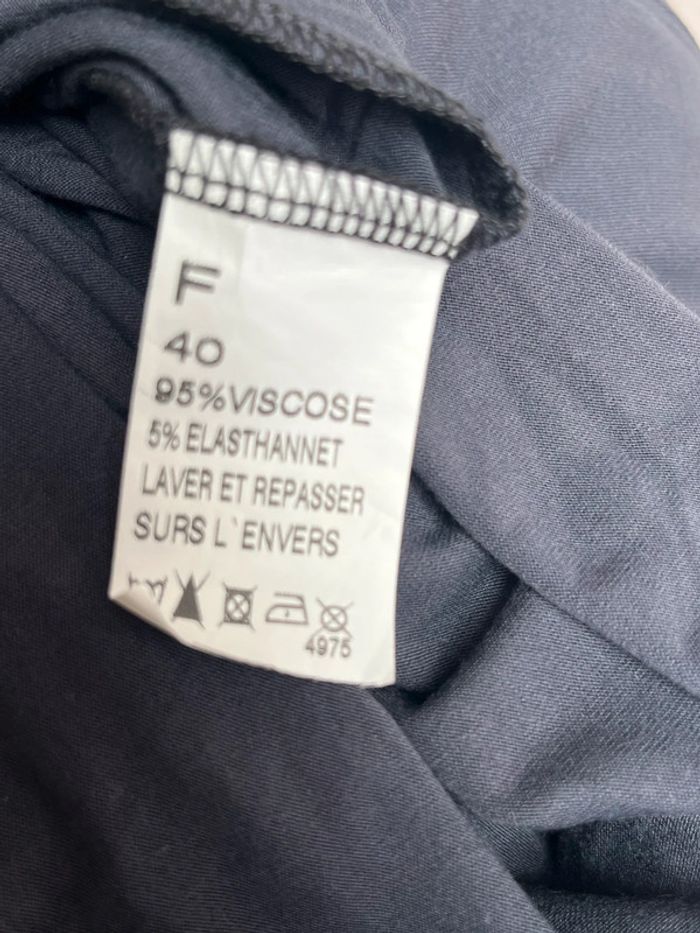 F
40
95%VISCOSE
5% ELASTHANNET
LAVER ET REPASSER
SURS L`ENVERS
4975